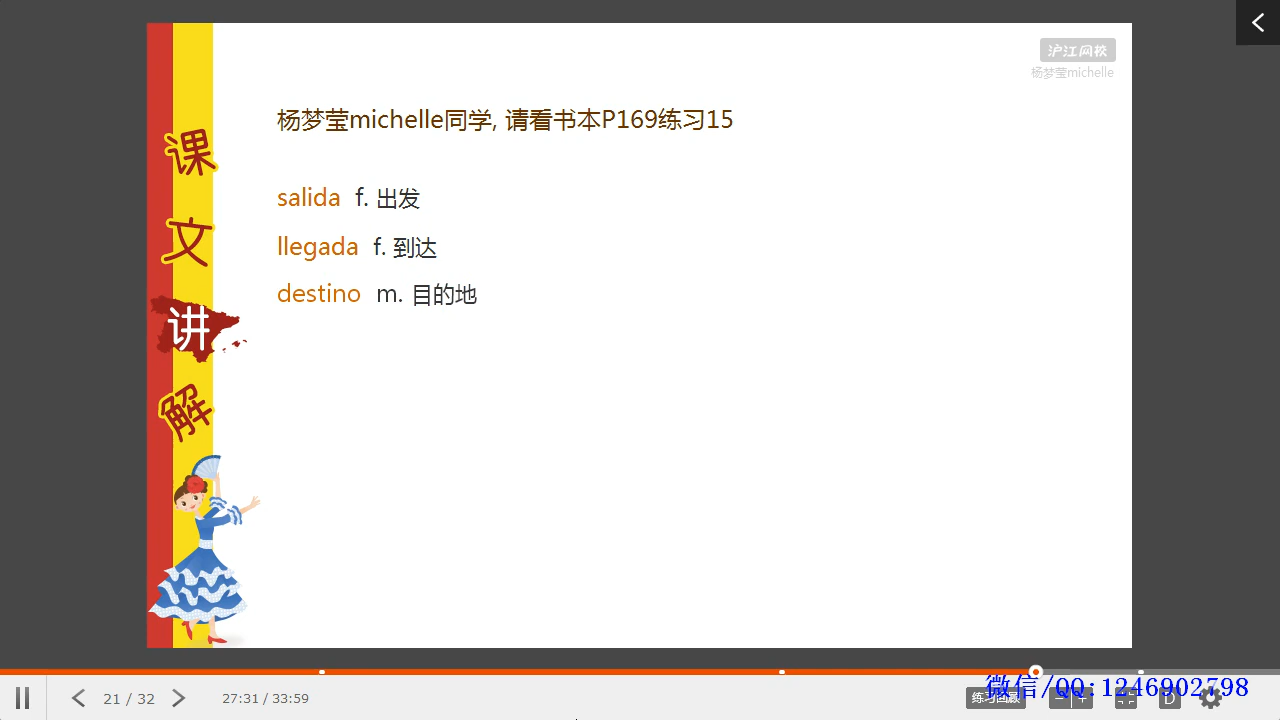 沪江网校
杨梦莹michelle
杨梦莹michelle同学, 请看书本P169练习15
salida f. 出发
llegada f. 到达
destino m. 目的地
课
文
讲
解
21 / 32
27:31 / 33:59
微信/QQ:1246902798
D